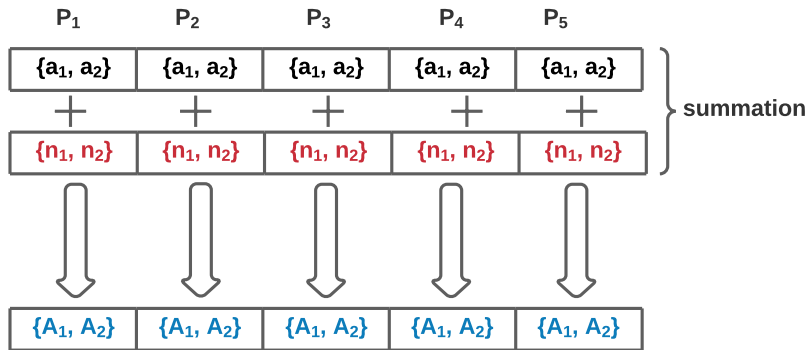 P₁ P₂ P₃ P₄ P₅
{a₁, a₂} {a₁, a₂} {a₁, a₂} {a₁, a₂} {a₁, a₂}
+ + + + +
summation
{n₁, n₂} {n₁, n₂} {n₁, n₂} {n₁, n₂} {n₁, n₂}
{A₁, A₂} {A₁, A₂} {A₁, A₂} {A₁, A₂} {A₁, A₂}